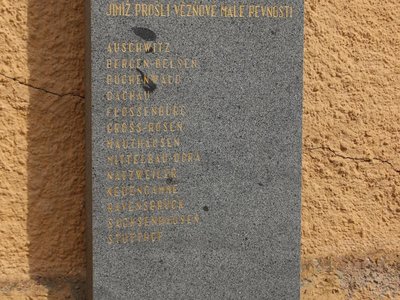 JIMIŽ PROŠLI VĚZNOVÉ MALÉ PEVNOSTI
AUSCHWITZ
BERGEN-BELSEN
BUCHENWALD
DACHAU
FLOSSENBÜRG
GROSS-ROSEN
MAUTHAUSEN
MITTELBAU-DORA
NATZWEILER
NEUENGAMME
RAVENSBRÜCK
SACHSENHAUSEN
STUTTHOF